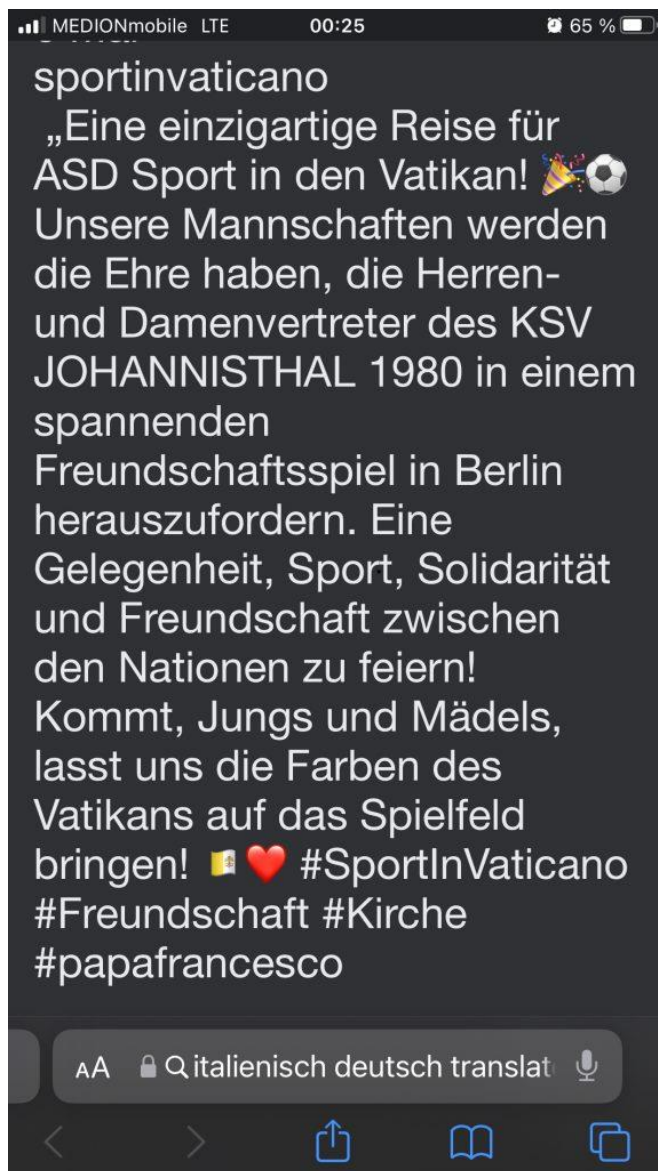 MEDIONmobile LTE 00:25 65 %
sportinvaticano
„Eine einzigartige Reise für
ASD Sport in den Vatikan! 🎉⚽
Unsere Mannschaften werden
die Ehre haben, die Herren-
und Damenvertreter des KSV
JOHANNISTHAL 1980 in einem
spannenden
Freundschaftsspiel in Berlin
herauszufordern. Eine
Gelegenheit, Sport, Solidarität
und Freundschaft zwischen
den Nationen zu feiern!
Kommt, Jungs und Mädels,
lasst uns die Farben des
Vatikans auf das Spielfeld
bringen! 🇻🇦❤️ #SportInVaticano
#Freundschaft #Kirche
#papafrancesco
AA italienisch deutsch translat